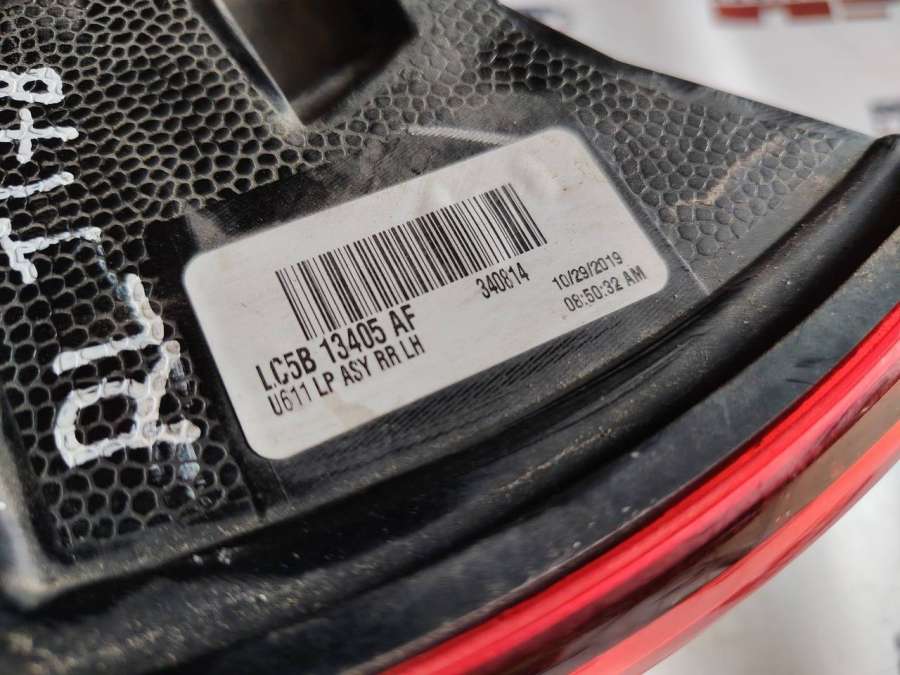 340814
10/29/2019
08:50:32 AM
LC5B 13405 AF
U611 LP ASY RR LH